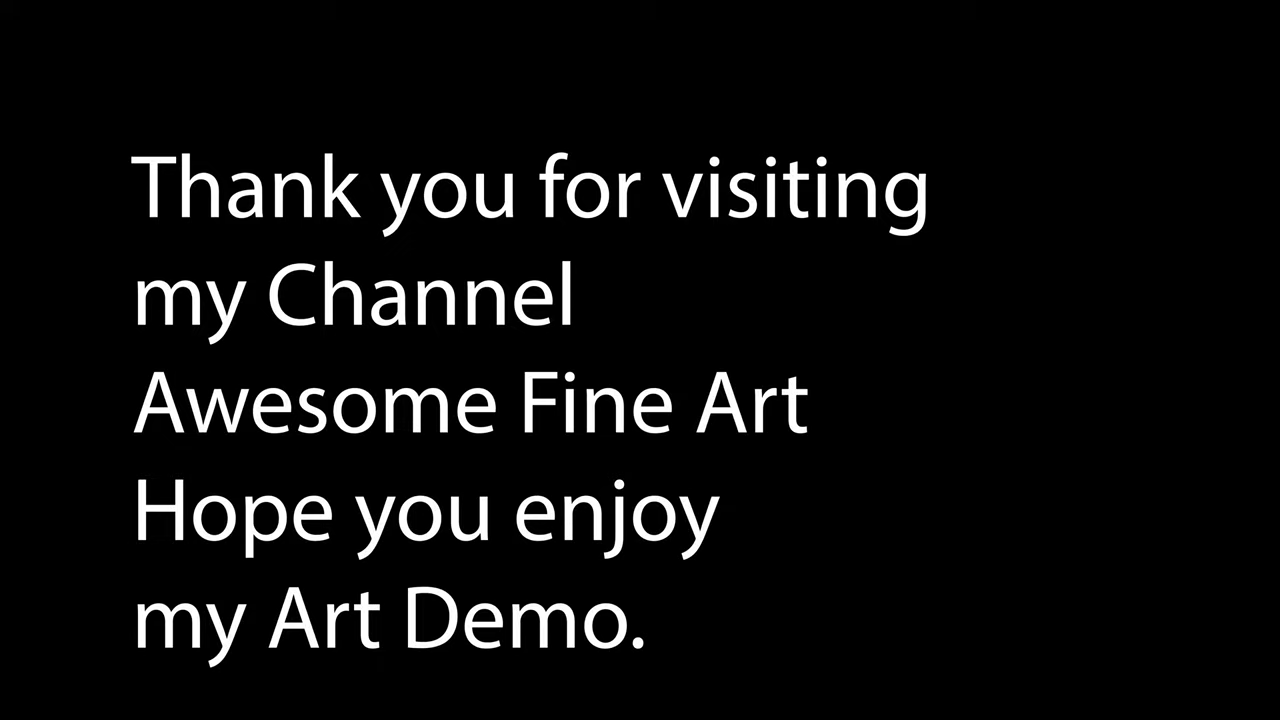 Thank you for visiting
my Channel
Awesome Fine Art
Hope you enjoy
my Art Demo.